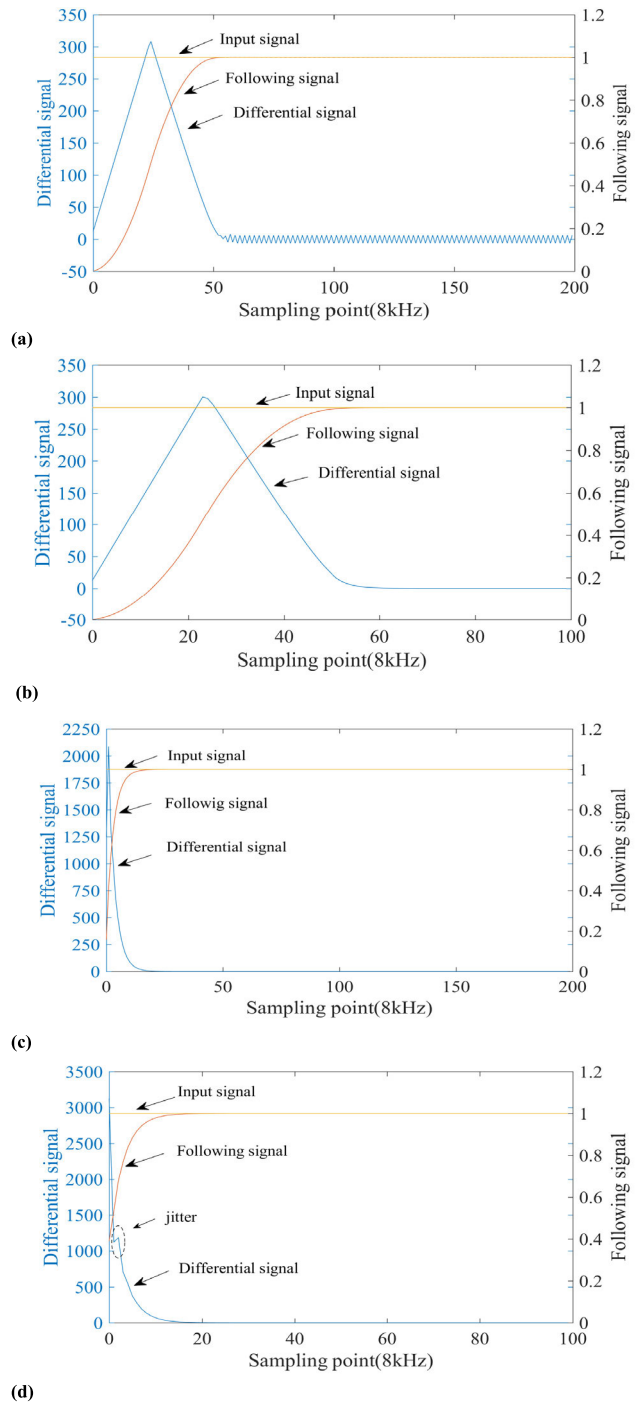 Differential signal
350
300
250
200
150
100
50
0
-50
Input signal
Following signal
Differential signal
1.2
1
0.8
0.6
0.4
0.2
0
Following signal
0 50 100 150 200
Sampling point(8kHz)
(a)
Differential signal
350
300
250
200
150
100
50
0
-50
Input signal
Following signal
Differential signal
1.2
1
0.8
0.6
0.4
0.2
0
Following signal
0 20 40 60 80 100
Sampling point(8kHz)
(b)
Differential signal
2250
2000
1750
1500
1250
1000
750
500
250
0
Input signal
Followig signal
Differential signal
1.2
1
0.8
0.6
0.4
0.2
0
Following signal
0 50 100 150 200
Sampling point(8kHz)
(c)
Differential signal
3500
3000
2500
2000
1500
1000
500
0
Input signal
Following signal
jitter
Differential signal
1.2
1
0.8
0.6
0.4
0.2
0
Following signal
0 20 40 60 80 100
Sampling point(8kHz)
(d)